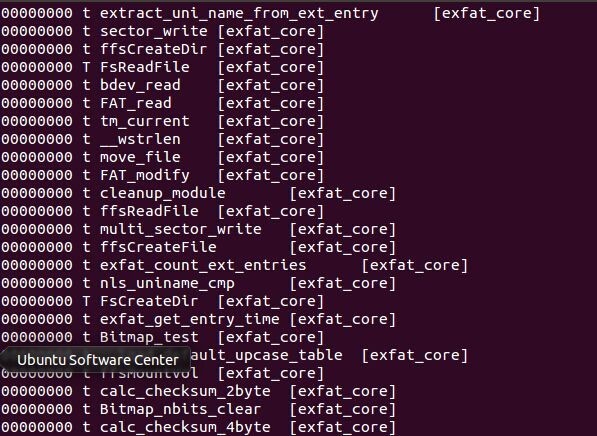 00000000 t extract_uni_name_from_ext_entry [exfat_core]
00000000 t sector_write [exfat_core]
00000000 t ffsCreateDir [exfat_core]
00000000 T FsReadFile [exfat_core]
00000000 t bdev_read [exfat_core]
00000000 t FAT_read [exfat_core]
00000000 t tm_current [exfat_core]
00000000 t __wstrlen [exfat_core]
00000000 t move_file [exfat_core]
00000000 t FAT_modify [exfat_core]
00000000 t cleanup_module [exfat_core]
00000000 t ffsReadFile [exfat_core]
00000000 t multi_sector_write [exfat_core]
00000000 t ffsCreateFile [exfat_core]
00000000 t exfat_count_ext_entries [exfat_core]
00000000 t nls_uniname_cmp [exfat_core]
00000000 T FsCreateDir [exfat_core]
00000000 t exfat_get_entry_time [exfat_core]
00000000 t Bitmap_test [exfat_core]
Ubuntu Software Center
ault_upcase_table [exfat_core]
00000000 t ffsMountVol [exfat_core]
00000000 t calc_checksum_2byte [exfat_core]
00000000 t Bitmap_nbits_clear [exfat_core]
00000000 t calc_checksum_4byte [exfat_core]